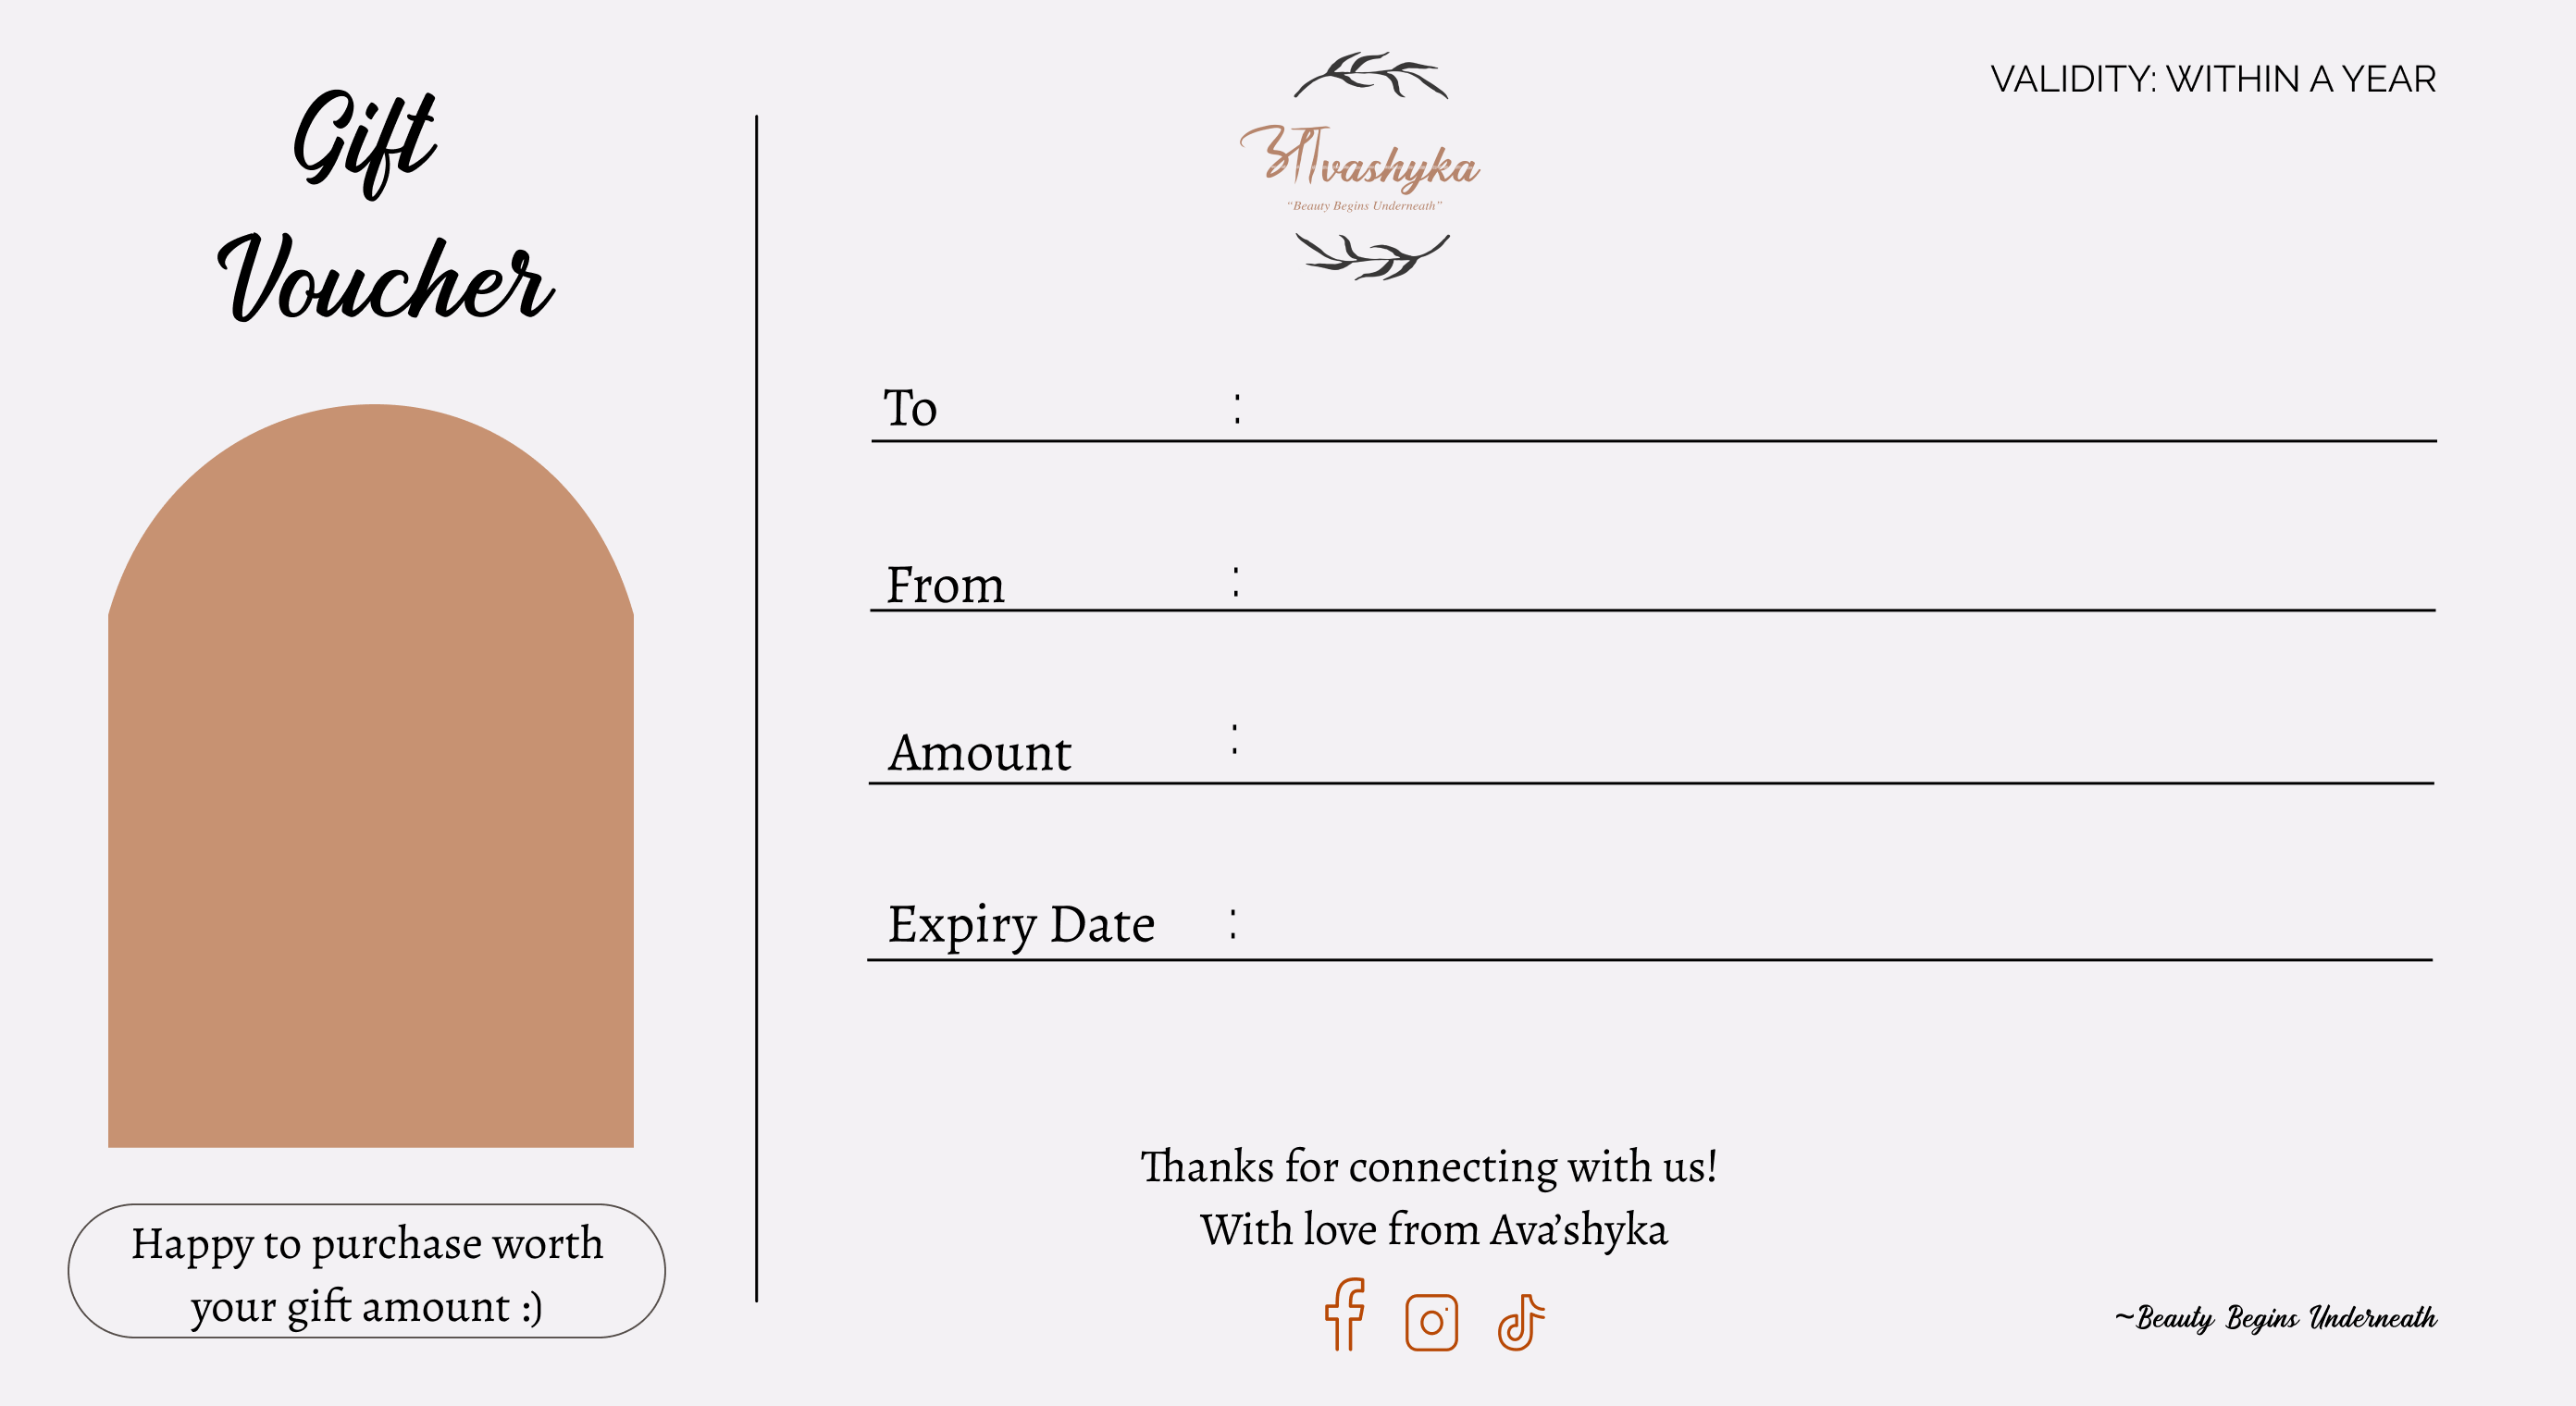 Gift
Voucher
Happy to purchase worth
your gift amount :)
VALIDITY: WITHIN A YEAR
आvashyka
“Beauty Begins Underneath”
To :
From :
Amount :
Expiry Date :
Thanks for connecting with us!
With love from Ava’shyka
~Beauty Begins Underneath